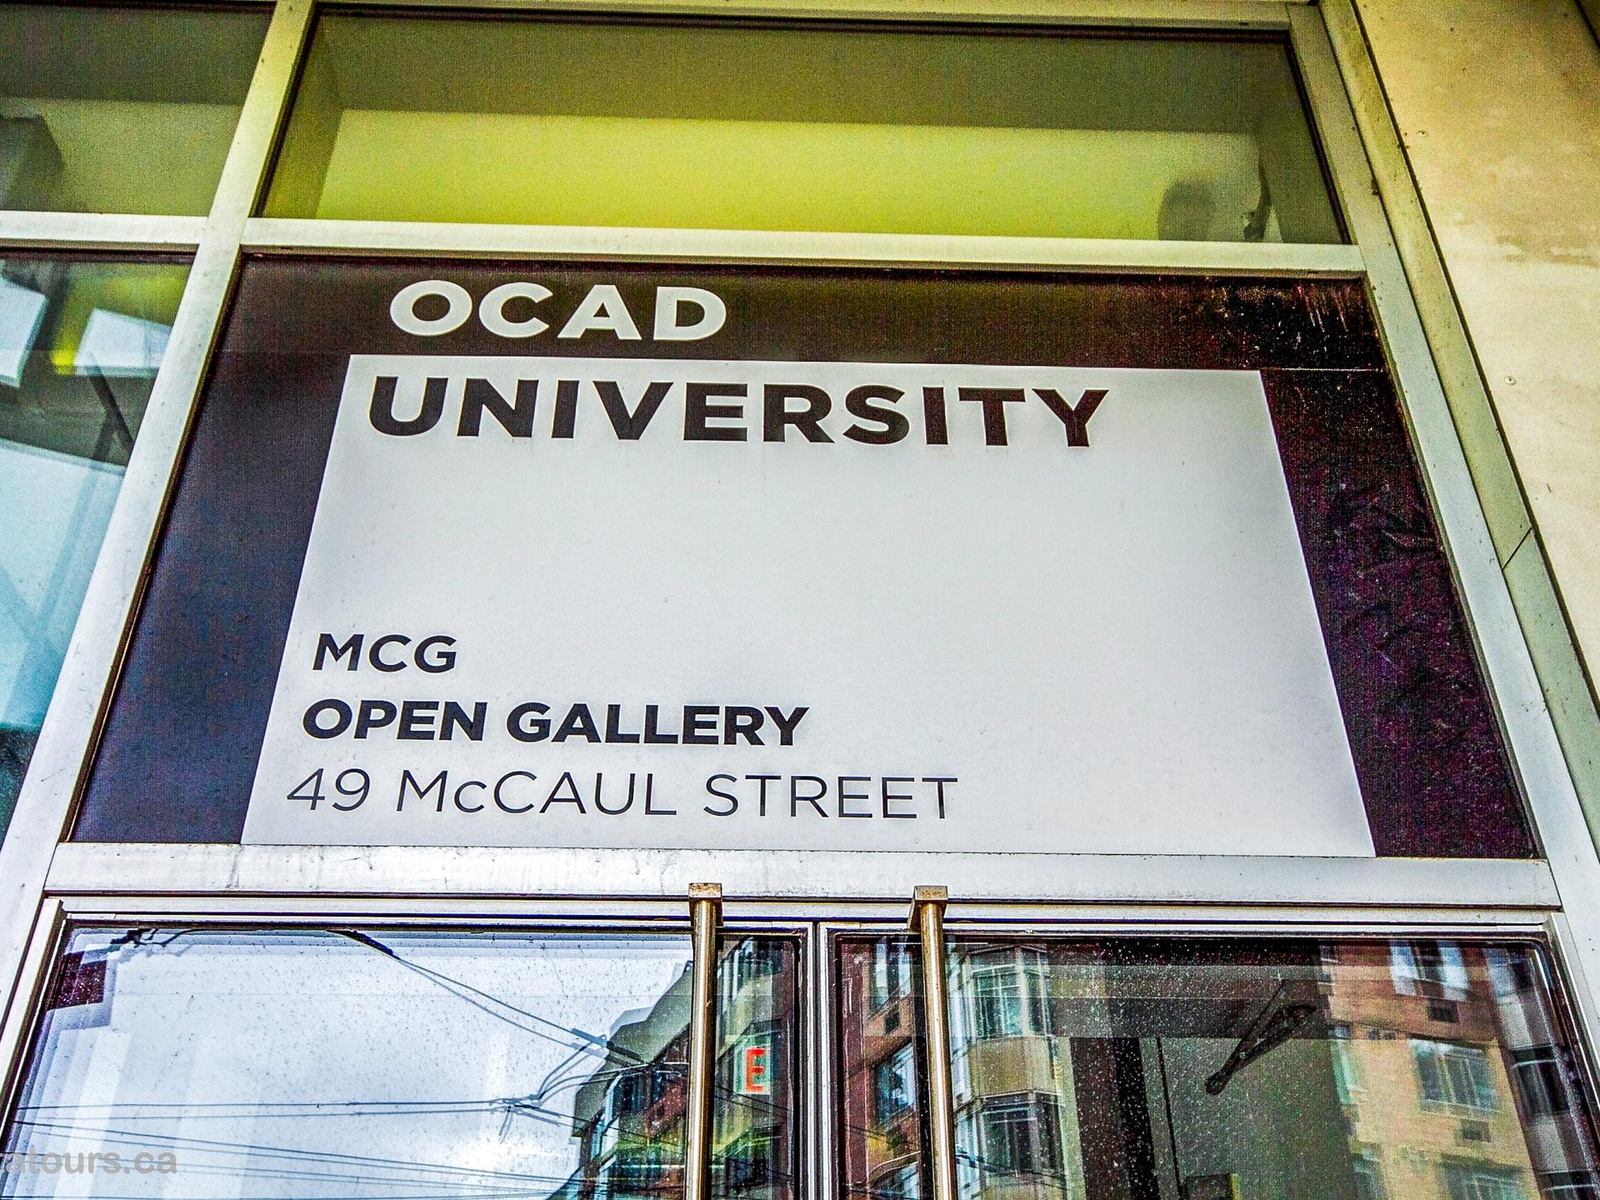 OCAD
UNIVERSITY
MCG
OPEN GALLERY
49 McCAUL STREET
E
atours.ca